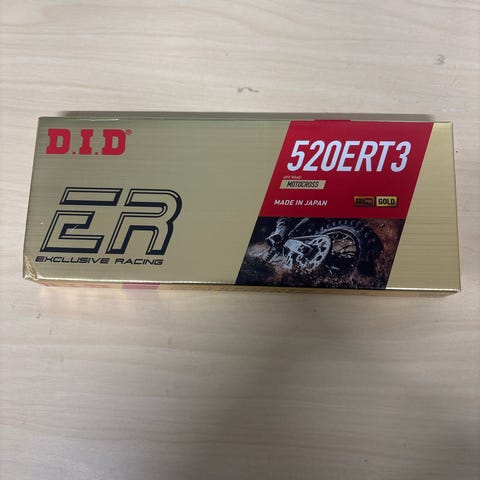 D.I.D
ER
EXCLUSIVE RACING
520ERT3
OFF ROAD
MOTOCROSS
MADE IN JAPAN
GOLD